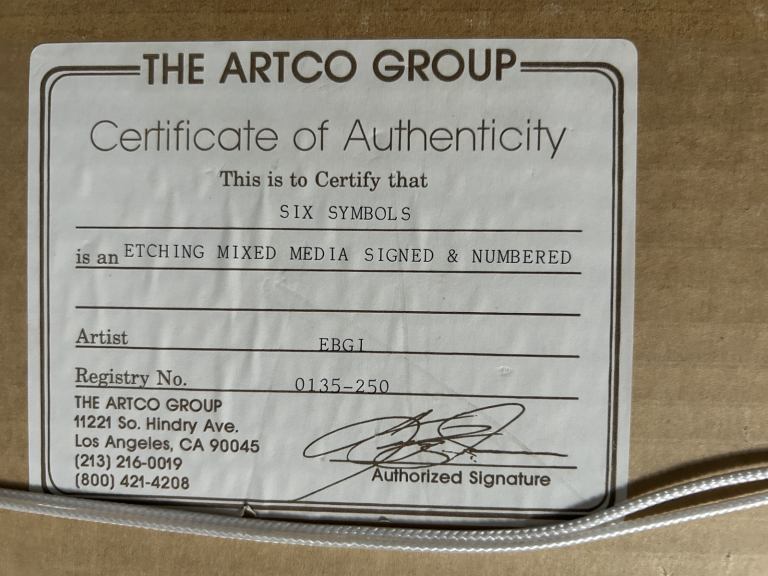 THE ARTCO GROUP
Certificate of Authenticity
This is to Certify that
SIX SYMBOLS
is an ETCHING MIXED MEDIA SIGNED & NUMBERED
Artist EBGI
Registry No. 0135-250
THE ARTCO GROUP
11221 So. Hindry Ave.
Los Angeles, CA 90045
(213) 216-0019
(800) 421-4208
Authorized Signature